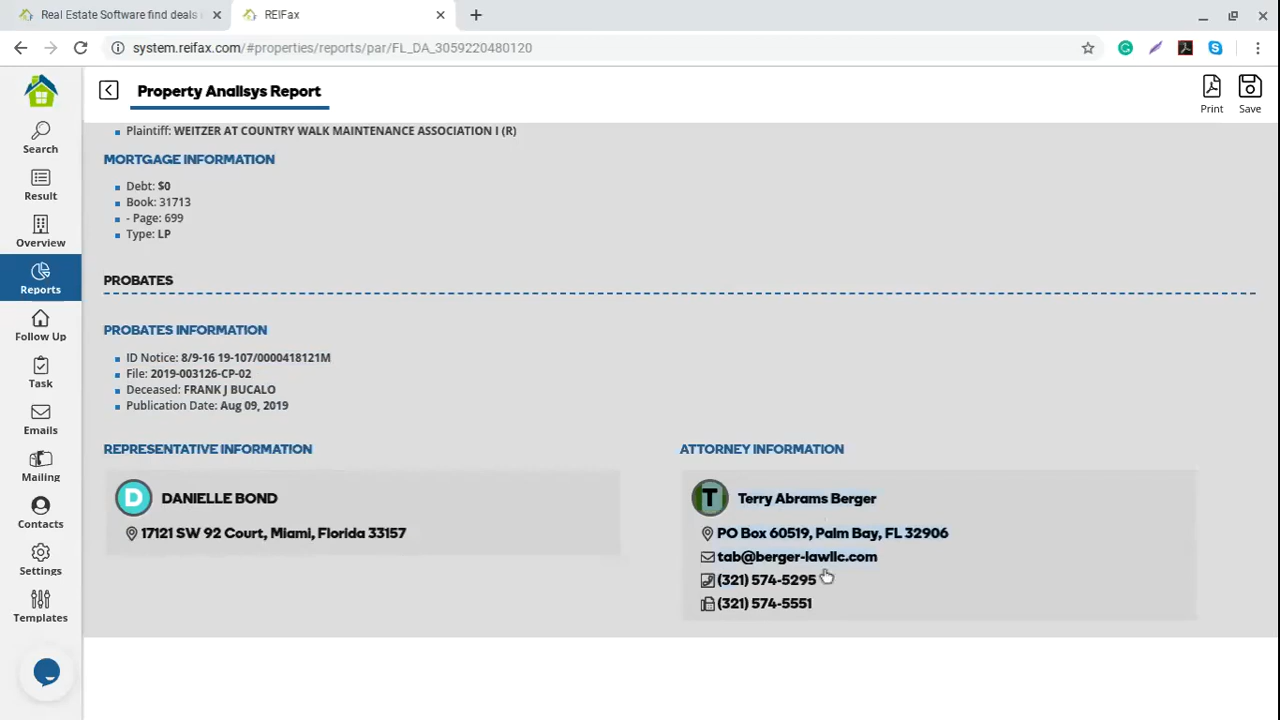 Real Estate Software find deals
REIFax
system.reifax.com/#properties/reports/par/FL_DA_3059220480120
Property Anallsys Report
Print
Save
Search
Result
Overview
Reports
Follow Up
Task
Emails
Mailing
Contacts
Settings
Templates
Plaintiff: WEITZER AT COUNTRY WALK MAINTENANCE ASSOCIATION I (R)
MORTGAGE INFORMATION
Debt: $0
Book: 31713
- Page: 699
Type: LP
PROBATES
PROBATES INFORMATION
ID Notice: 8/9-16 19-107/0000418121M
File: 2019-003126-CP-02
Deceased: FRANK J BUCALO
Publication Date: Aug 09, 2019
REPRESENTATIVE INFORMATION
D DANIELLE BOND
17121 SW 92 Court, Miami, Florida 33157
ATTORNEY INFORMATION
T Terry Abrams Berger
PO Box 60519, Palm Bay, FL 32906
tab@berger-lawllc.com
(321) 574-5295
(321) 574-5551